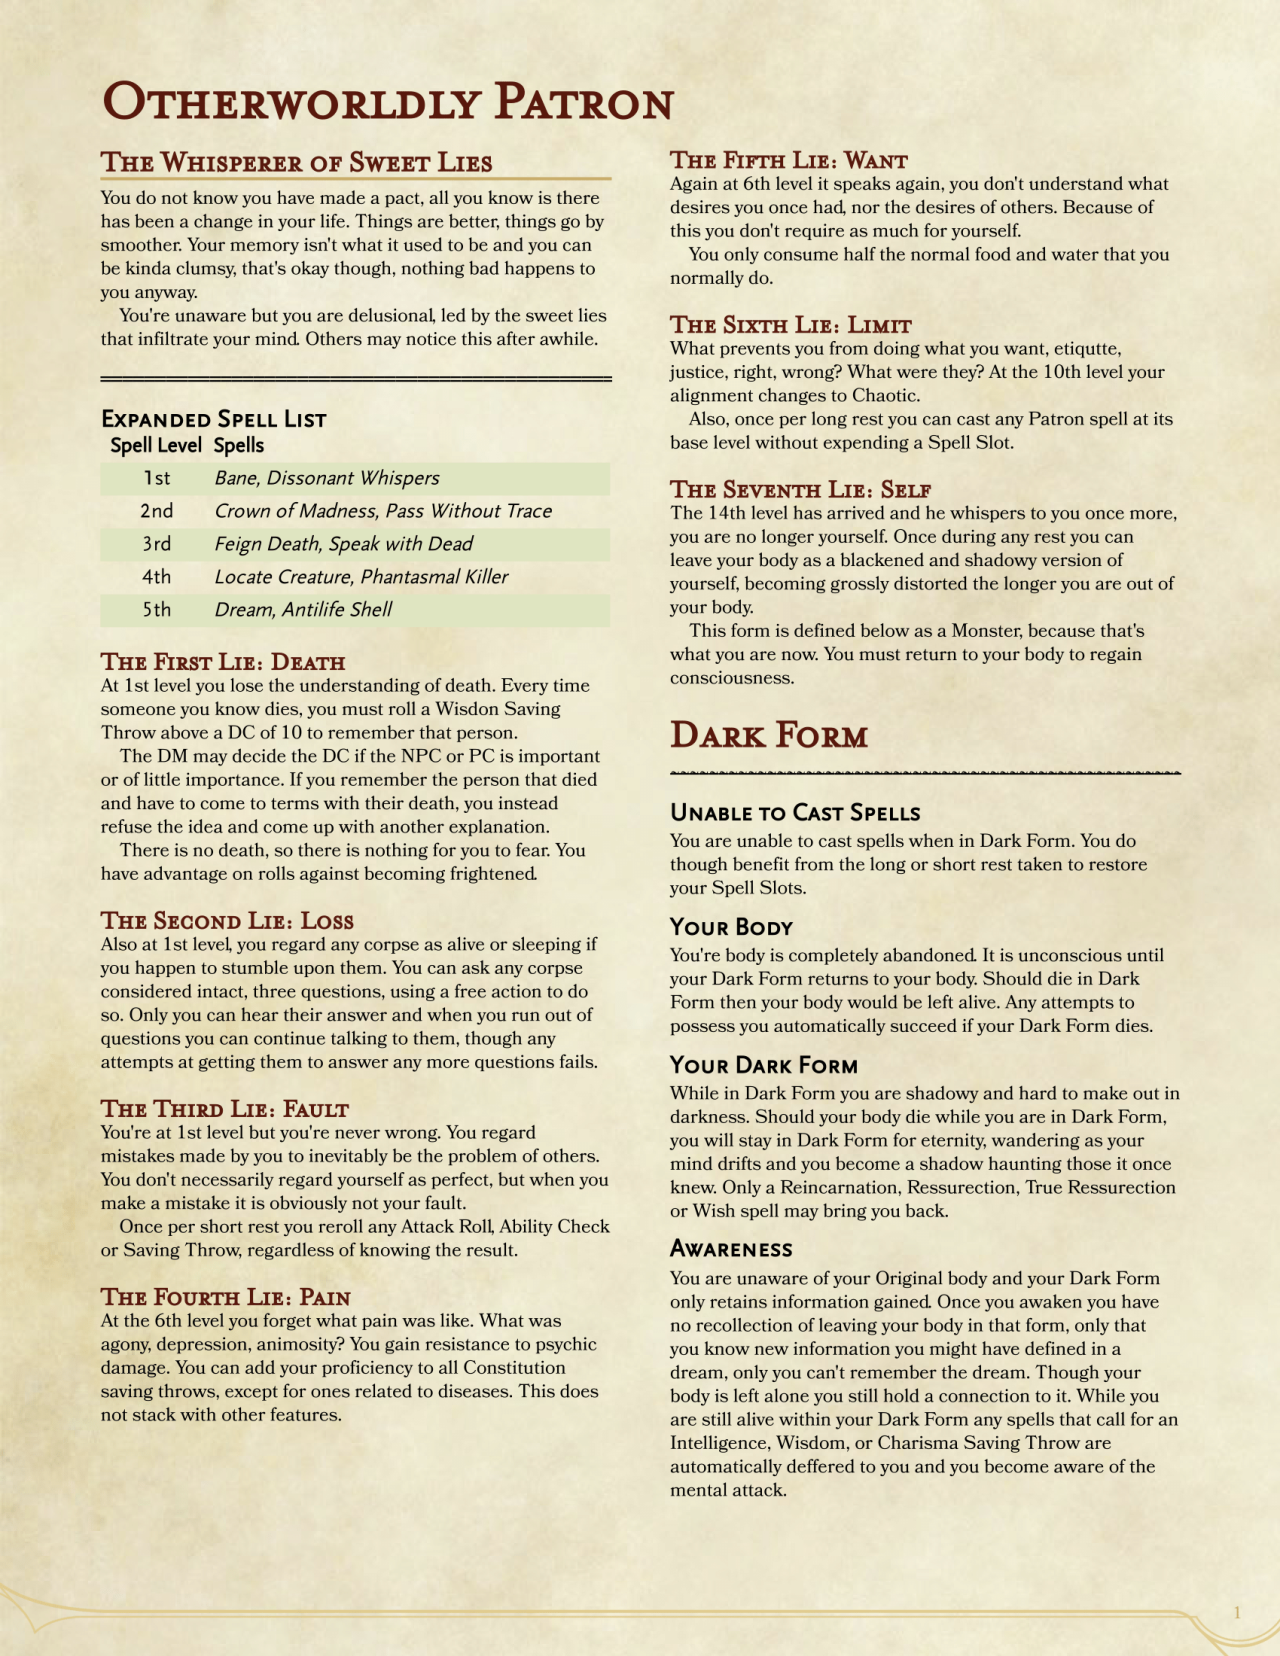 Otherworldly Patron
The Whisperer of Sweet Lies
You do not know you have made a pact, all you know is there
has been a change in your life. Things are better, things go by
smoother. Your memory isn't what it used to be and you can
be kinda clumsy, that's okay though, nothing bad happens to
you anyway.
You're unaware but you are delusional, led by the sweet lies
that infiltrate your mind. Others may notice this after awhile.
Expanded Spell List
Spell Level Spells
1st Bane, Dissonant Whispers
2nd Crown of Madness, Pass Without Trace
3rd Feign Death, Speak with Dead
4th Locate Creature, Phantasmal Killer
5th Dream, Antilife Shell
The First Lie: Death
At 1st level you lose the understanding of death. Every time
someone you know dies, you must roll a Wisdon Saving
Throw above a DC of 10 to remember that person.
The DM may decide the DC if the NPC or PC is important
or of little importance. If you remember the person that died
and have to come to terms with their death, you instead
refuse the idea and come up with another explanation.
There is no death, so there is nothing for you to fear. You
have advantage on rolls against becoming frightened.
The Second Lie: Loss
Also at 1st level, you regard any corpse as alive or sleeping if
you happen to stumble upon them. You can ask any corpse
considered intact, three questions, using a free action to do
so. Only you can hear their answer and when you run out of
questions you can continue talking to them, though any
attempts at getting them to answer any more questions fails.
The Third Lie: Fault
You're at 1st level but you're never wrong. You regard
mistakes made by you to inevitably be the problem of others.
You don't necessarily regard yourself as perfect, but when you
make a mistake it is obviously not your fault.
Once per short rest you reroll any Attack Roll, Ability Check
or Saving Throw, regardless of knowing the result.
The Fourth Lie: Pain
At the 6th level you forget what pain was like. What was
agony, depression, animosity? You gain resistance to psychic
damage. You can add your proficiency to all Constitution
saving throws, except for ones related to diseases. This does
not stack with other features.
The Fifth Lie: Want
Again at 6th level it speaks again, you don't understand what
desires you once had, nor the desires of others. Because of
this you don't require as much for yourself.
You only consume half the normal food and water that you
normally do.
The Sixth Lie: Limit
What prevents you from doing what you want, etiqutte,
justice, right, wrong? What were they? At the 10th level your
alignment changes to Chaotic.
Also, once per long rest you can cast any Patron spell at its
base level without expending a Spell Slot.
The Seventh Lie: Self
The 14th level has arrived and he whispers to you once more,
you are no longer yourself. Once during any rest you can
leave your body as a blackened and shadowy version of
yourself, becoming grossly distorted the longer you are out of
your body.
This form is defined below as a Monster, because that's
what you are now. You must return to your body to regain
consciousness.
Dark Form
Unable to Cast Spells
You are unable to cast spells when in Dark Form. You do
though benefit from the long or short rest taken to restore
your Spell Slots.
Your Body
You're body is completely abandoned. It is unconscious until
your Dark Form returns to your body. Should die in Dark
Form then your body would be left alive. Any attempts to
possess you automatically succeed if your Dark Form dies.
Your Dark Form
While in Dark Form you are shadowy and hard to make out in
darkness. Should your body die while you are in Dark Form,
you will stay in Dark Form for eternity, wandering as your
mind drifts and you become a shadow haunting those it once
knew. Only a Reincarnation, Ressurection, True Ressurection
or Wish spell may bring you back.
Awareness
You are unaware of your Original body and your Dark Form
only retains information gained. Once you awaken you have
no recollection of leaving your body in that form, only that
you know new information you might have defined in a
dream, only you can't remember the dream. Though your
body is left alone you still hold a connection to it. While you
are still alive within your Dark Form any spells that call for an
Intelligence, Wisdom, or Charisma Saving Throw are
automatically deffered to you and you become aware of the
mental attack.
1